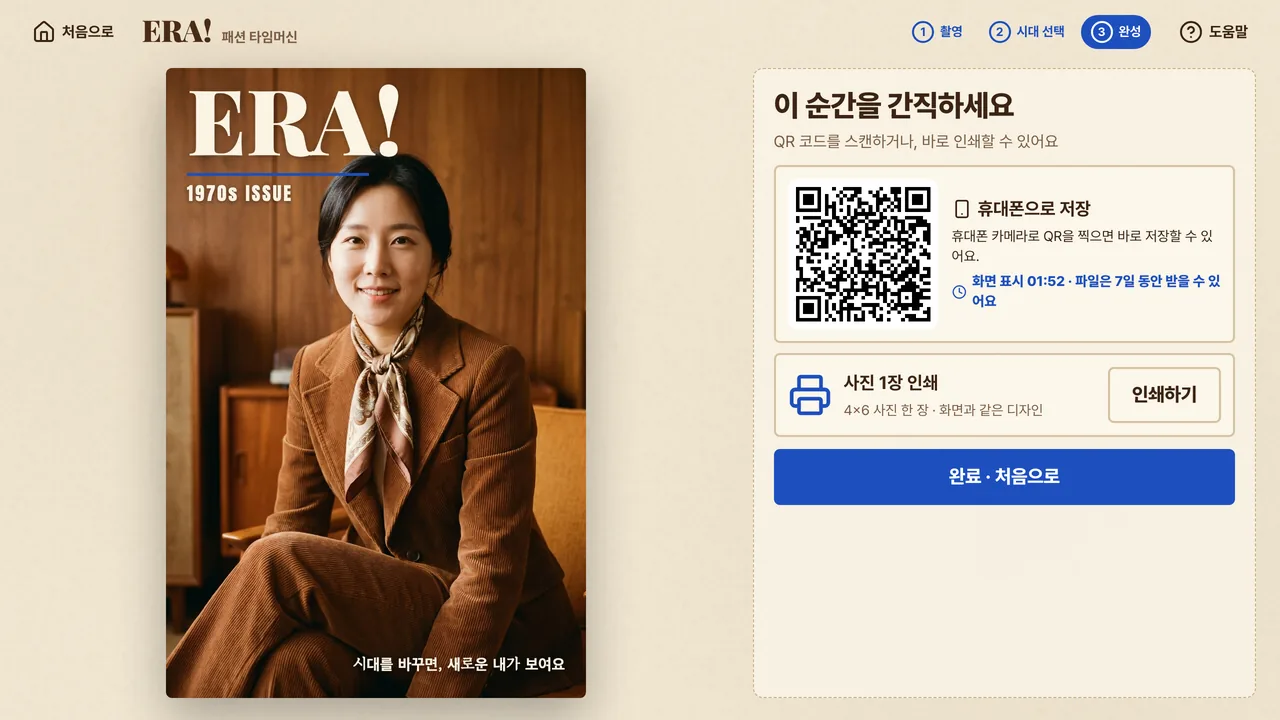 처음으로
ERA! 패션 타임머신
1 촬영
2 시대 선택
3 완성
? 도움말
ERA!
1970s ISSUE
시대를 바꾸면, 새로운 내가 보여요
이 순간을 간직하세요
QR 코드를 스캔하거나, 바로 인쇄할 수 있어요
휴대폰으로 저장
휴대폰 카메라로 QR을 찍으면 바로 저장할 수 있
어요.
화면 표시 01:52 · 파일은 7일 동안 받을 수 있
어요
사진 1장 인쇄
4×6 사진 한 장 · 화면과 같은 디자인
인쇄하기
완료 · 처음으로